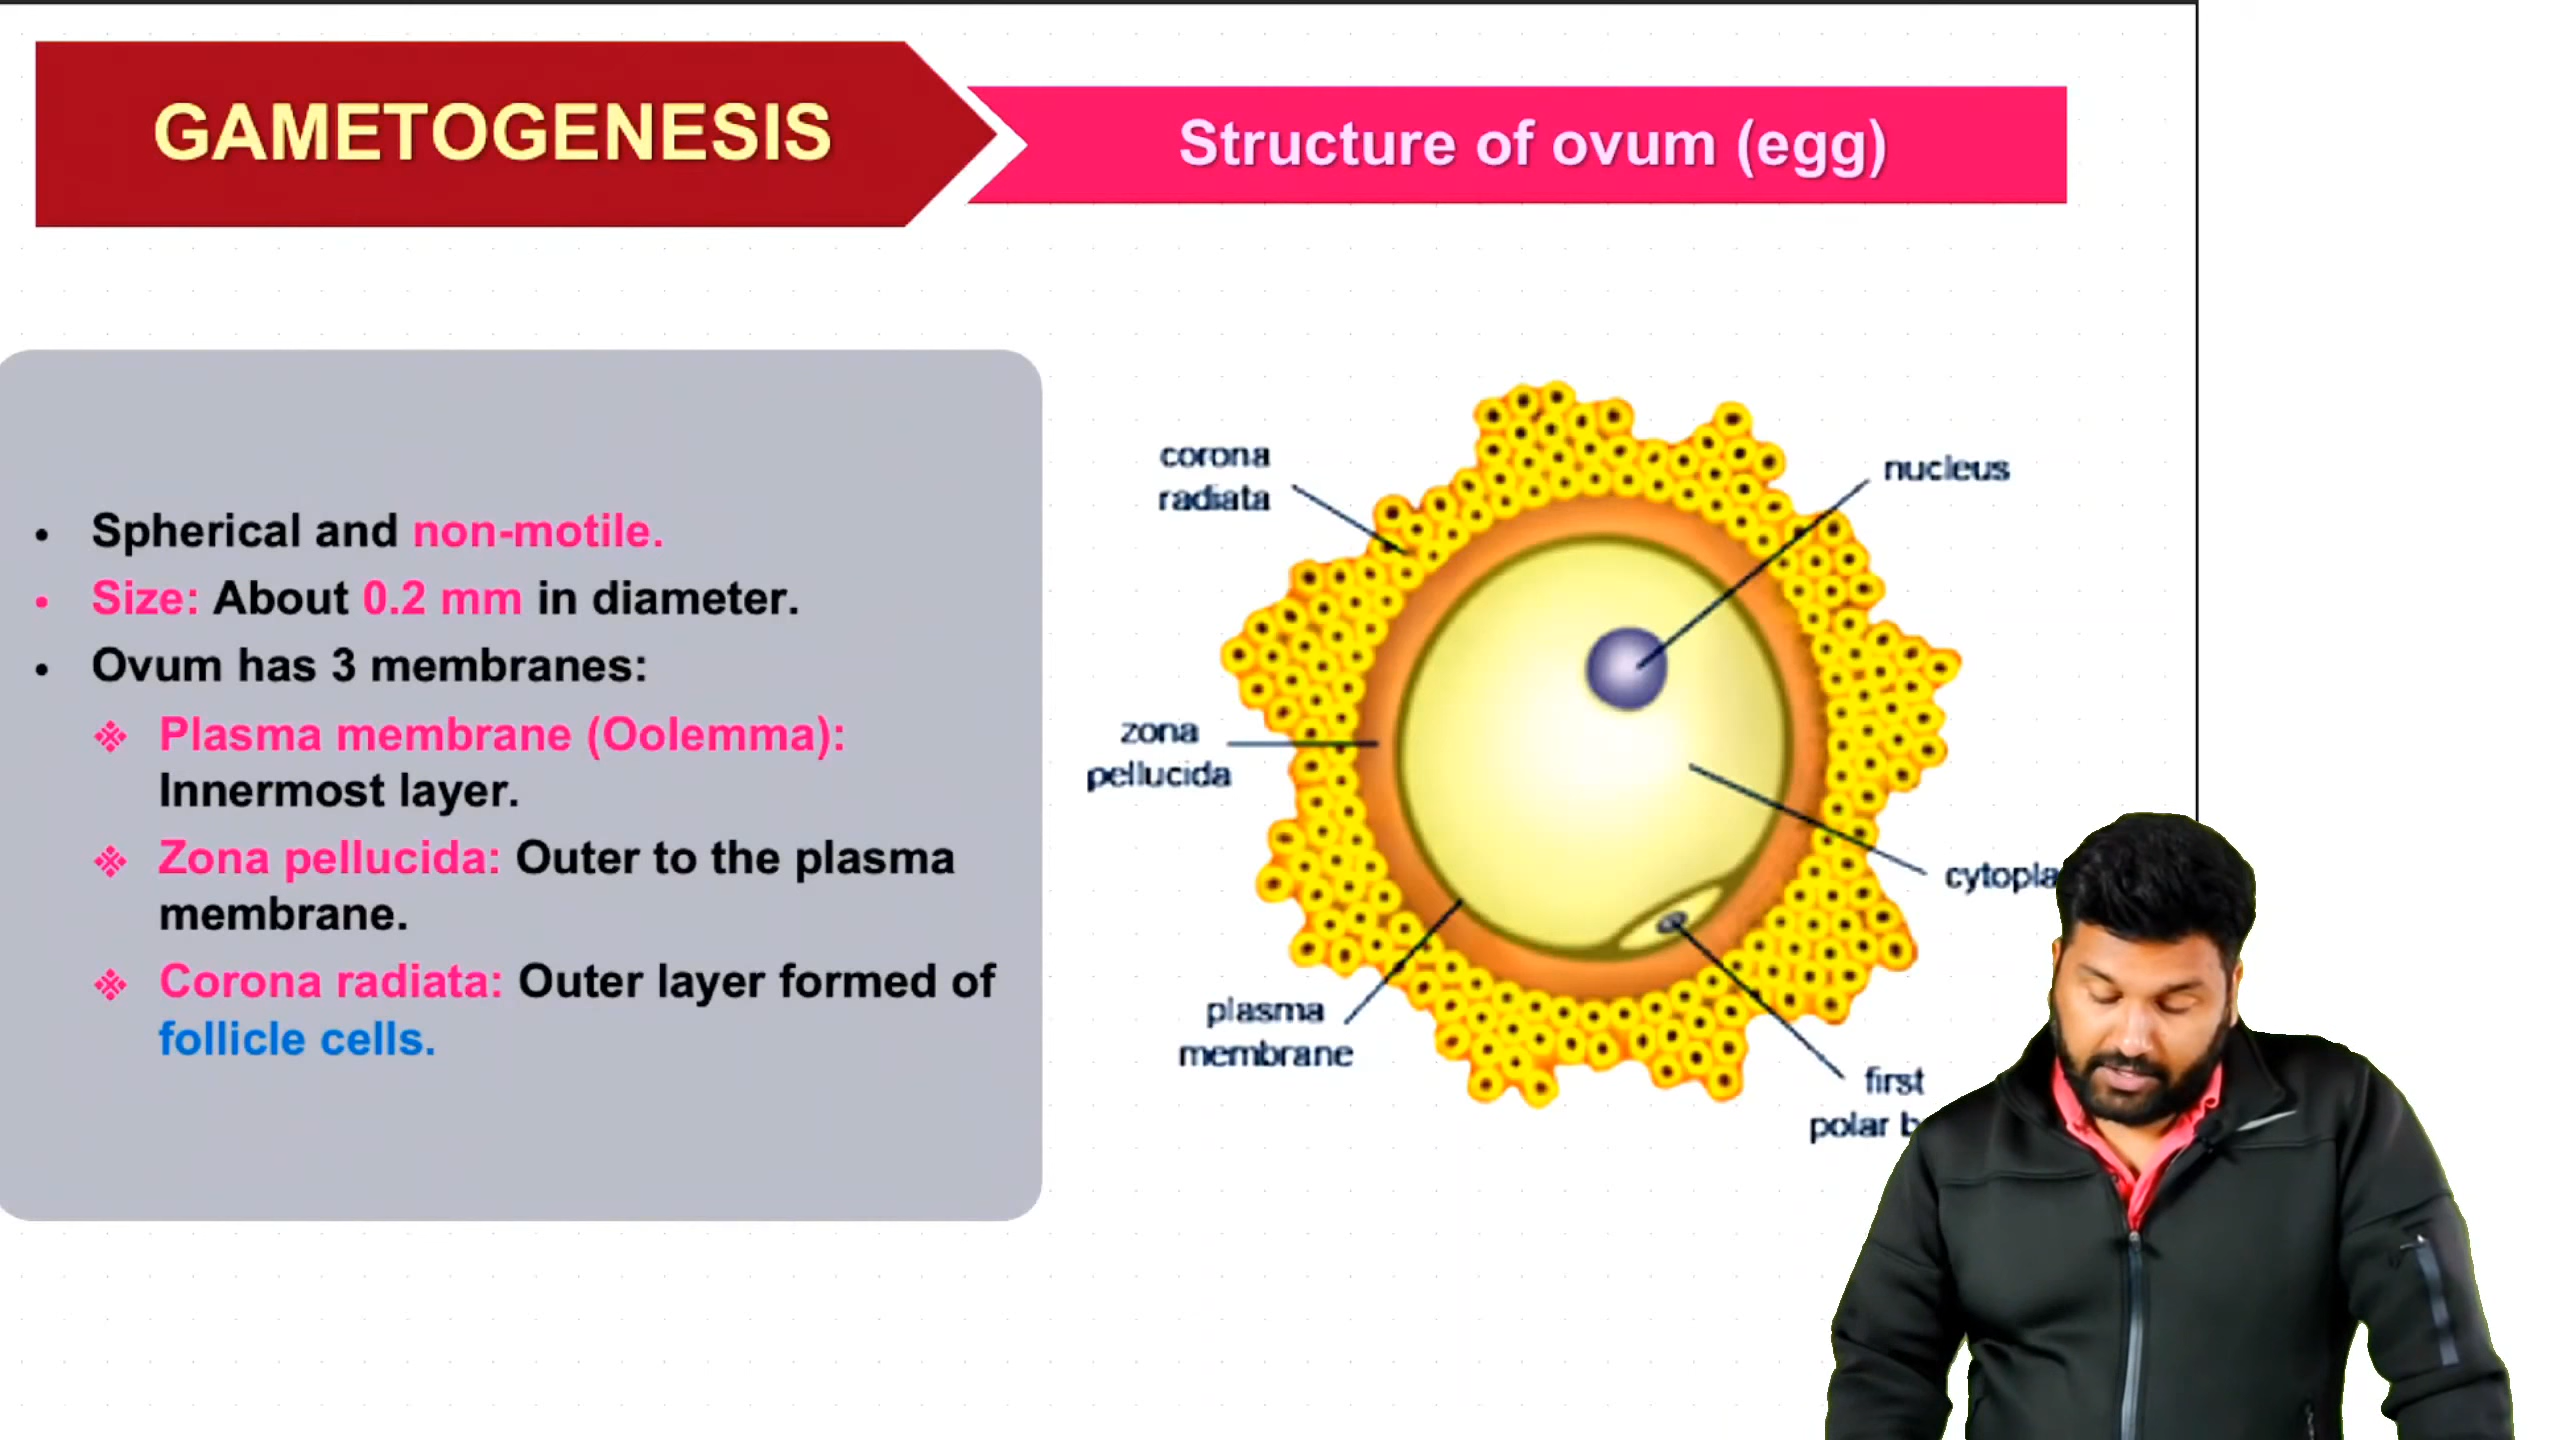 GAMETOGENESIS
Structure of ovum (egg)
• Spherical and non-motile.
• Size: About 0.2 mm in diameter.
• Ovum has 3 membranes:
❖ Plasma membrane (Oolemma):
Innermost layer.
❖ Zona pellucida: Outer to the plasma
membrane.
❖ Corona radiata: Outer layer formed of
follicle cells.
corona
radiata
nucleus
zona
pellucida
plasma
membrane
first
polar